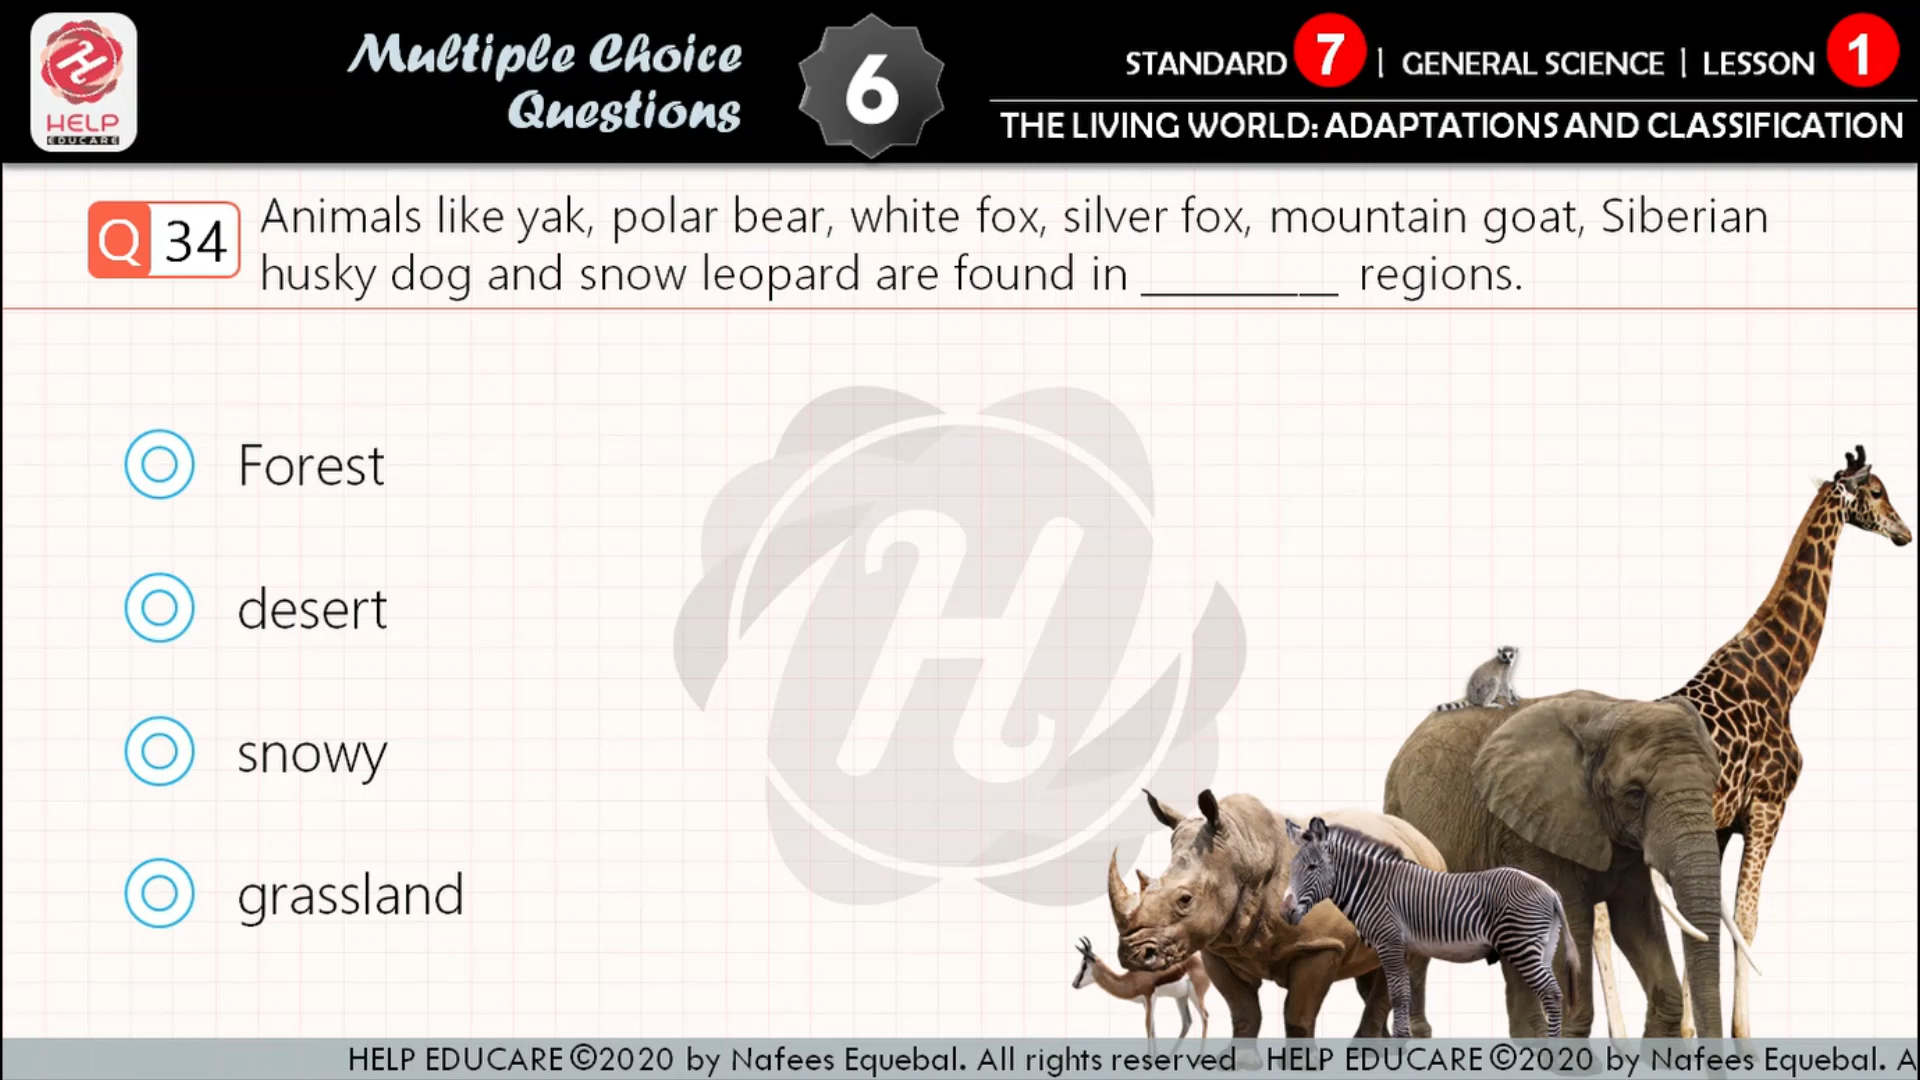 HELP
EDUCARE
Multiple Choice
Questions
6
STANDARD 7 | GENERAL SCIENCE | LESSON 1
THE LIVING WORLD: ADAPTATIONS AND CLASSIFICATION
Q 34
Animals like yak, polar bear, white fox, silver fox, mountain goat, Siberian
husky dog and snow leopard are found in ________ regions.
Forest
desert
snowy
grassland
HELP EDUCARE ©2020 by Nafees Equebal. All rights reserved HELP EDUCARE ©2020 by Nafees Equebal. A